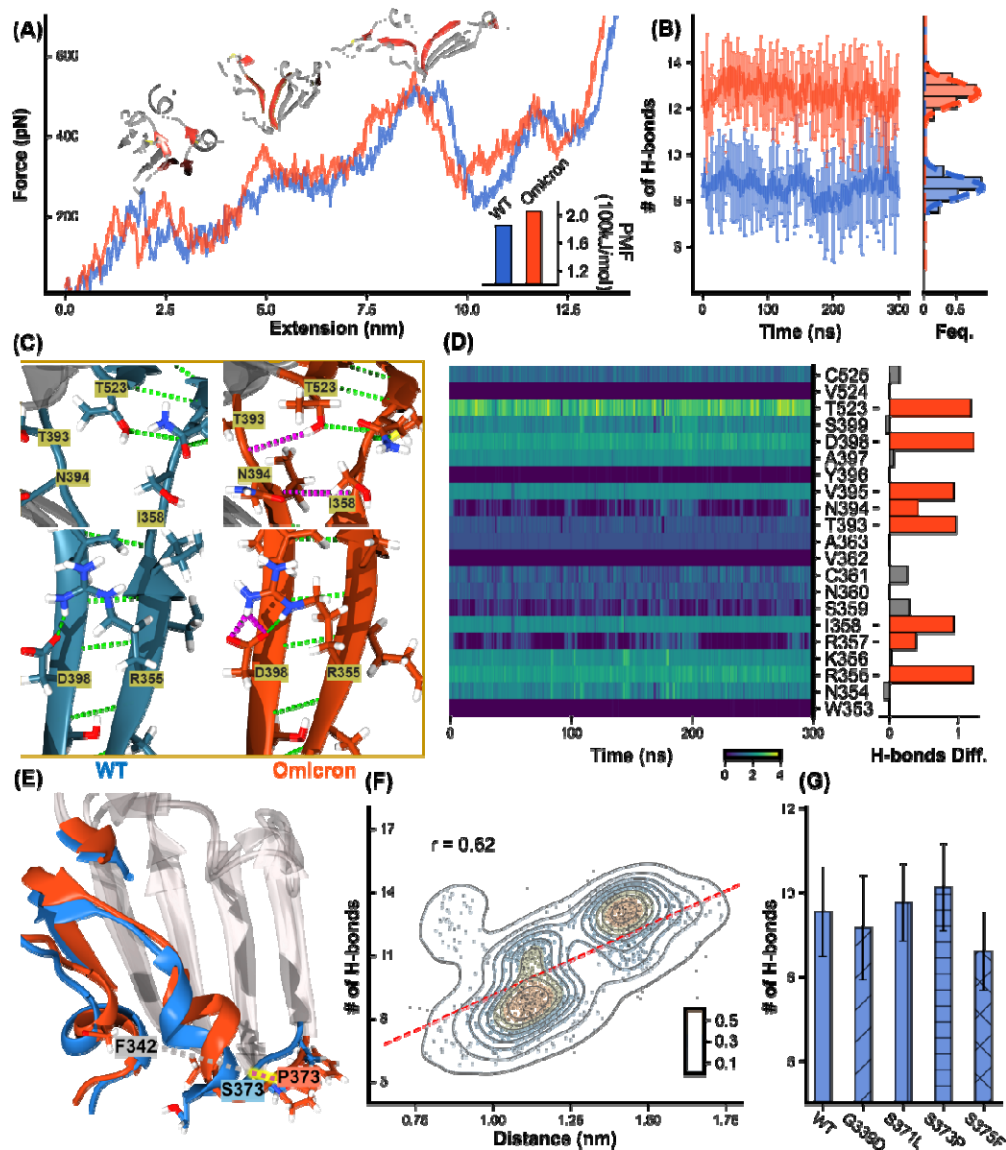 (A)
Force (pN)
600
400
200
0.0 2.5 5.0 7.5 10.0 12.5
Extension (nm)
WT Omicron
2.0
1.6
1.2
PMF
(100kJ/mol)
(B)
# of H-bonds
14
12
10
8
6
0 100 200 300
Time (ns)
0 0.5
Feq.
(C)
T523
T393
N394
I358
T523
T393
N394
I358
D398
R355
D398
R355
WT
Omicron
(D)
C525
V524
T523
S399
D398
A397
Y396
V395
N394
T393
A363
V362
C361
N360
S359
I358
R357
K356
R355
N354
W353
0 100 200 300
Time (ns)
0 2 4
0 1
H-bonds Diff.
(E)
F342
S373
P373
(F)
# of H-bonds
17
14
11
8
5
r = 0.62
0.5
0.3
0.1
0.75 1.00 1.25 1.50 1.75
Distance (nm)
(G)
# of H-bonds
12
10
8
6
WT G339D S371L S373P S375F